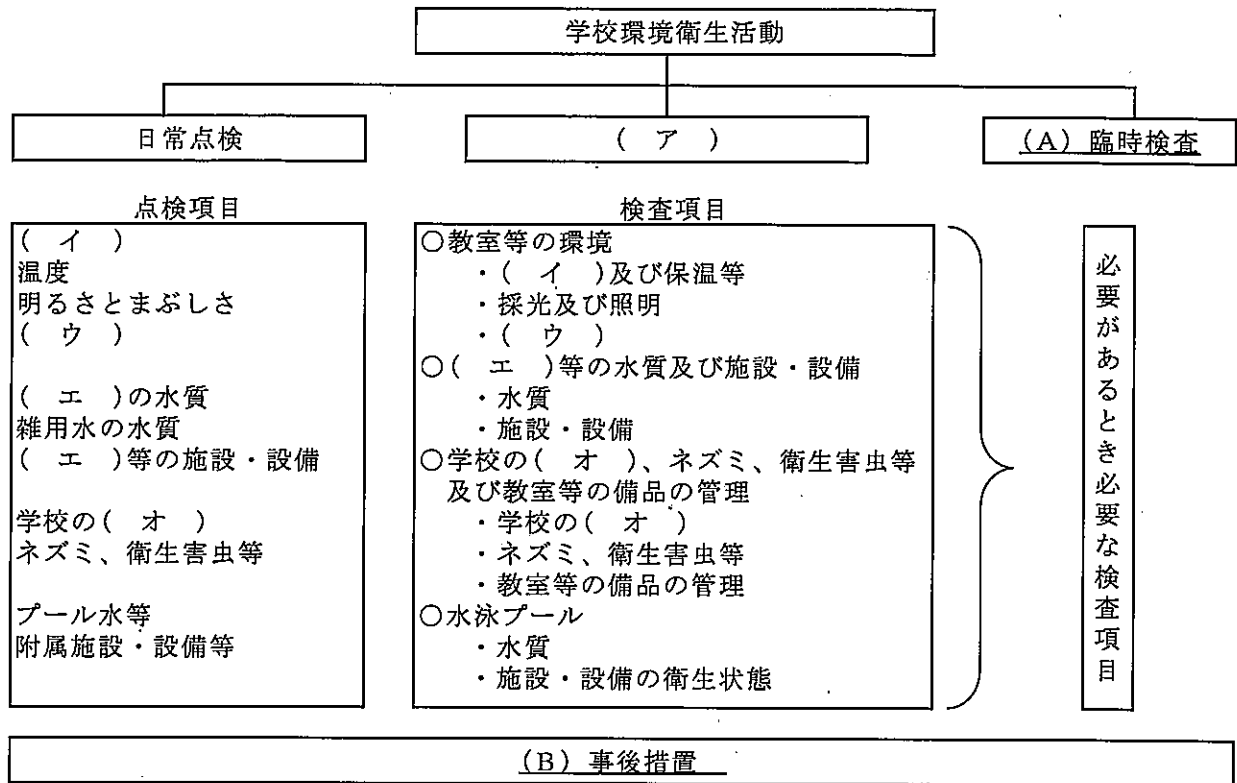 学校環境衛生活動
日常点検
( ア )
(A) 臨時検査
点検項目
( イ )
温度
明るさとまぶしさ
( ウ )
( エ )の水質
雑用水の水質
( エ )等の施設・設備
学校の( オ )
ネズミ、衛生害虫等
プール水等
附属施設・設備等
検査項目
○教室等の環境
・( イ )及び保温等
・採光及び照明
・( ウ )
○( エ )等の水質及び施設・設備
・水質
・施設・設備
○学校の( オ )、ネズミ、衛生害虫等
及び教室等の備品の管理
・学校の( オ )
・ネズミ、衛生害虫等
・教室等の備品の管理
○水泳プール
・水質
・施設・設備の衛生状態
必要があるとき必要な検査項目
(B) 事後措置